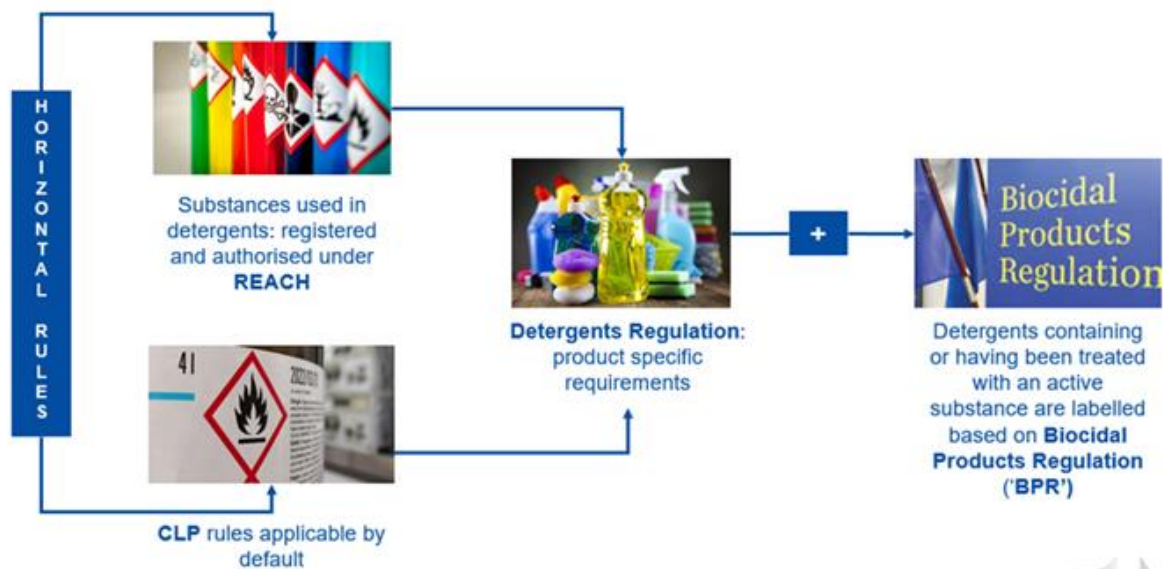 HORIZONTAL RULES
Substances used in
detergents: registered
and authorised under
REACH
4l
CLP rules applicable by
default
Detergents Regulation:
product specific
requirements
+
Biocidal
Products
Regulation
Detergents containing
or having been treated
with an active
substance are labelled
based on Biocidal
Products Regulation
('BPR')